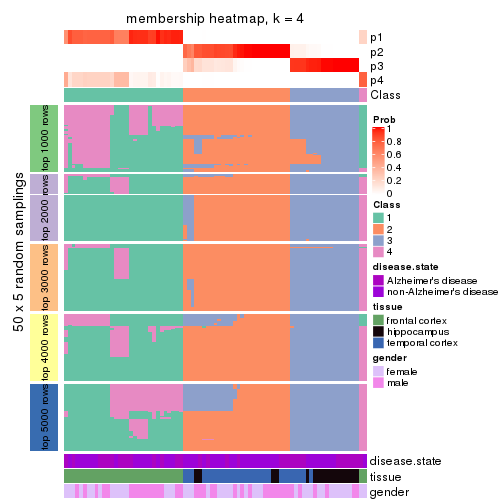 membership heatmap, k = 4
p1
p2
p3
p4
Class
50 x 5 random samplings
top 1000 rows
top 2000 rows
top 3000 rows
top 4000 rows
top 5000 rows
disease.state
tissue
gender
Prob
1
0.8
0.6
0.4
0.2
0
Class
1
2
3
4
disease.state
Alzheimer's disease
non-Alzheimer's disease
tissue
frontal cortex
hippocampus
temporal cortex
gender
female
male